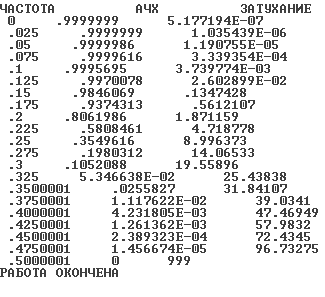 ЧАСТОТА АЧХ ЗАТУХАНИЕ
0 .9999999 5.177194E-07
.025 .9999999 1.035439E-06
.05 .9999986 1.190755E-05
.075 .9999616 3.339354E-04
.1 .9995695 3.739774E-03
.125 .9970078 2.602899E-02
.15 .9846069 .1347428
.175 .9374313 .5612107
.2 .8061986 1.871159
.225 .5808461 4.718778
.25 .3549616 8.996373
.275 .1980312 14.06533
.3 .1052088 19.55896
.325 5.346638E-02 25.43838
.3500001 .0255827 31.84107
.3750001 1.117622E-02 39.0341
.4000001 4.231805E-03 47.46949
.4250001 1.261362E-03 57.9832
.4500001 2.389323E-04 72.4345
.4750001 1.456674E-05 96.73275
.5000001 0 999
РАБОТА ОКОНЧЕНА